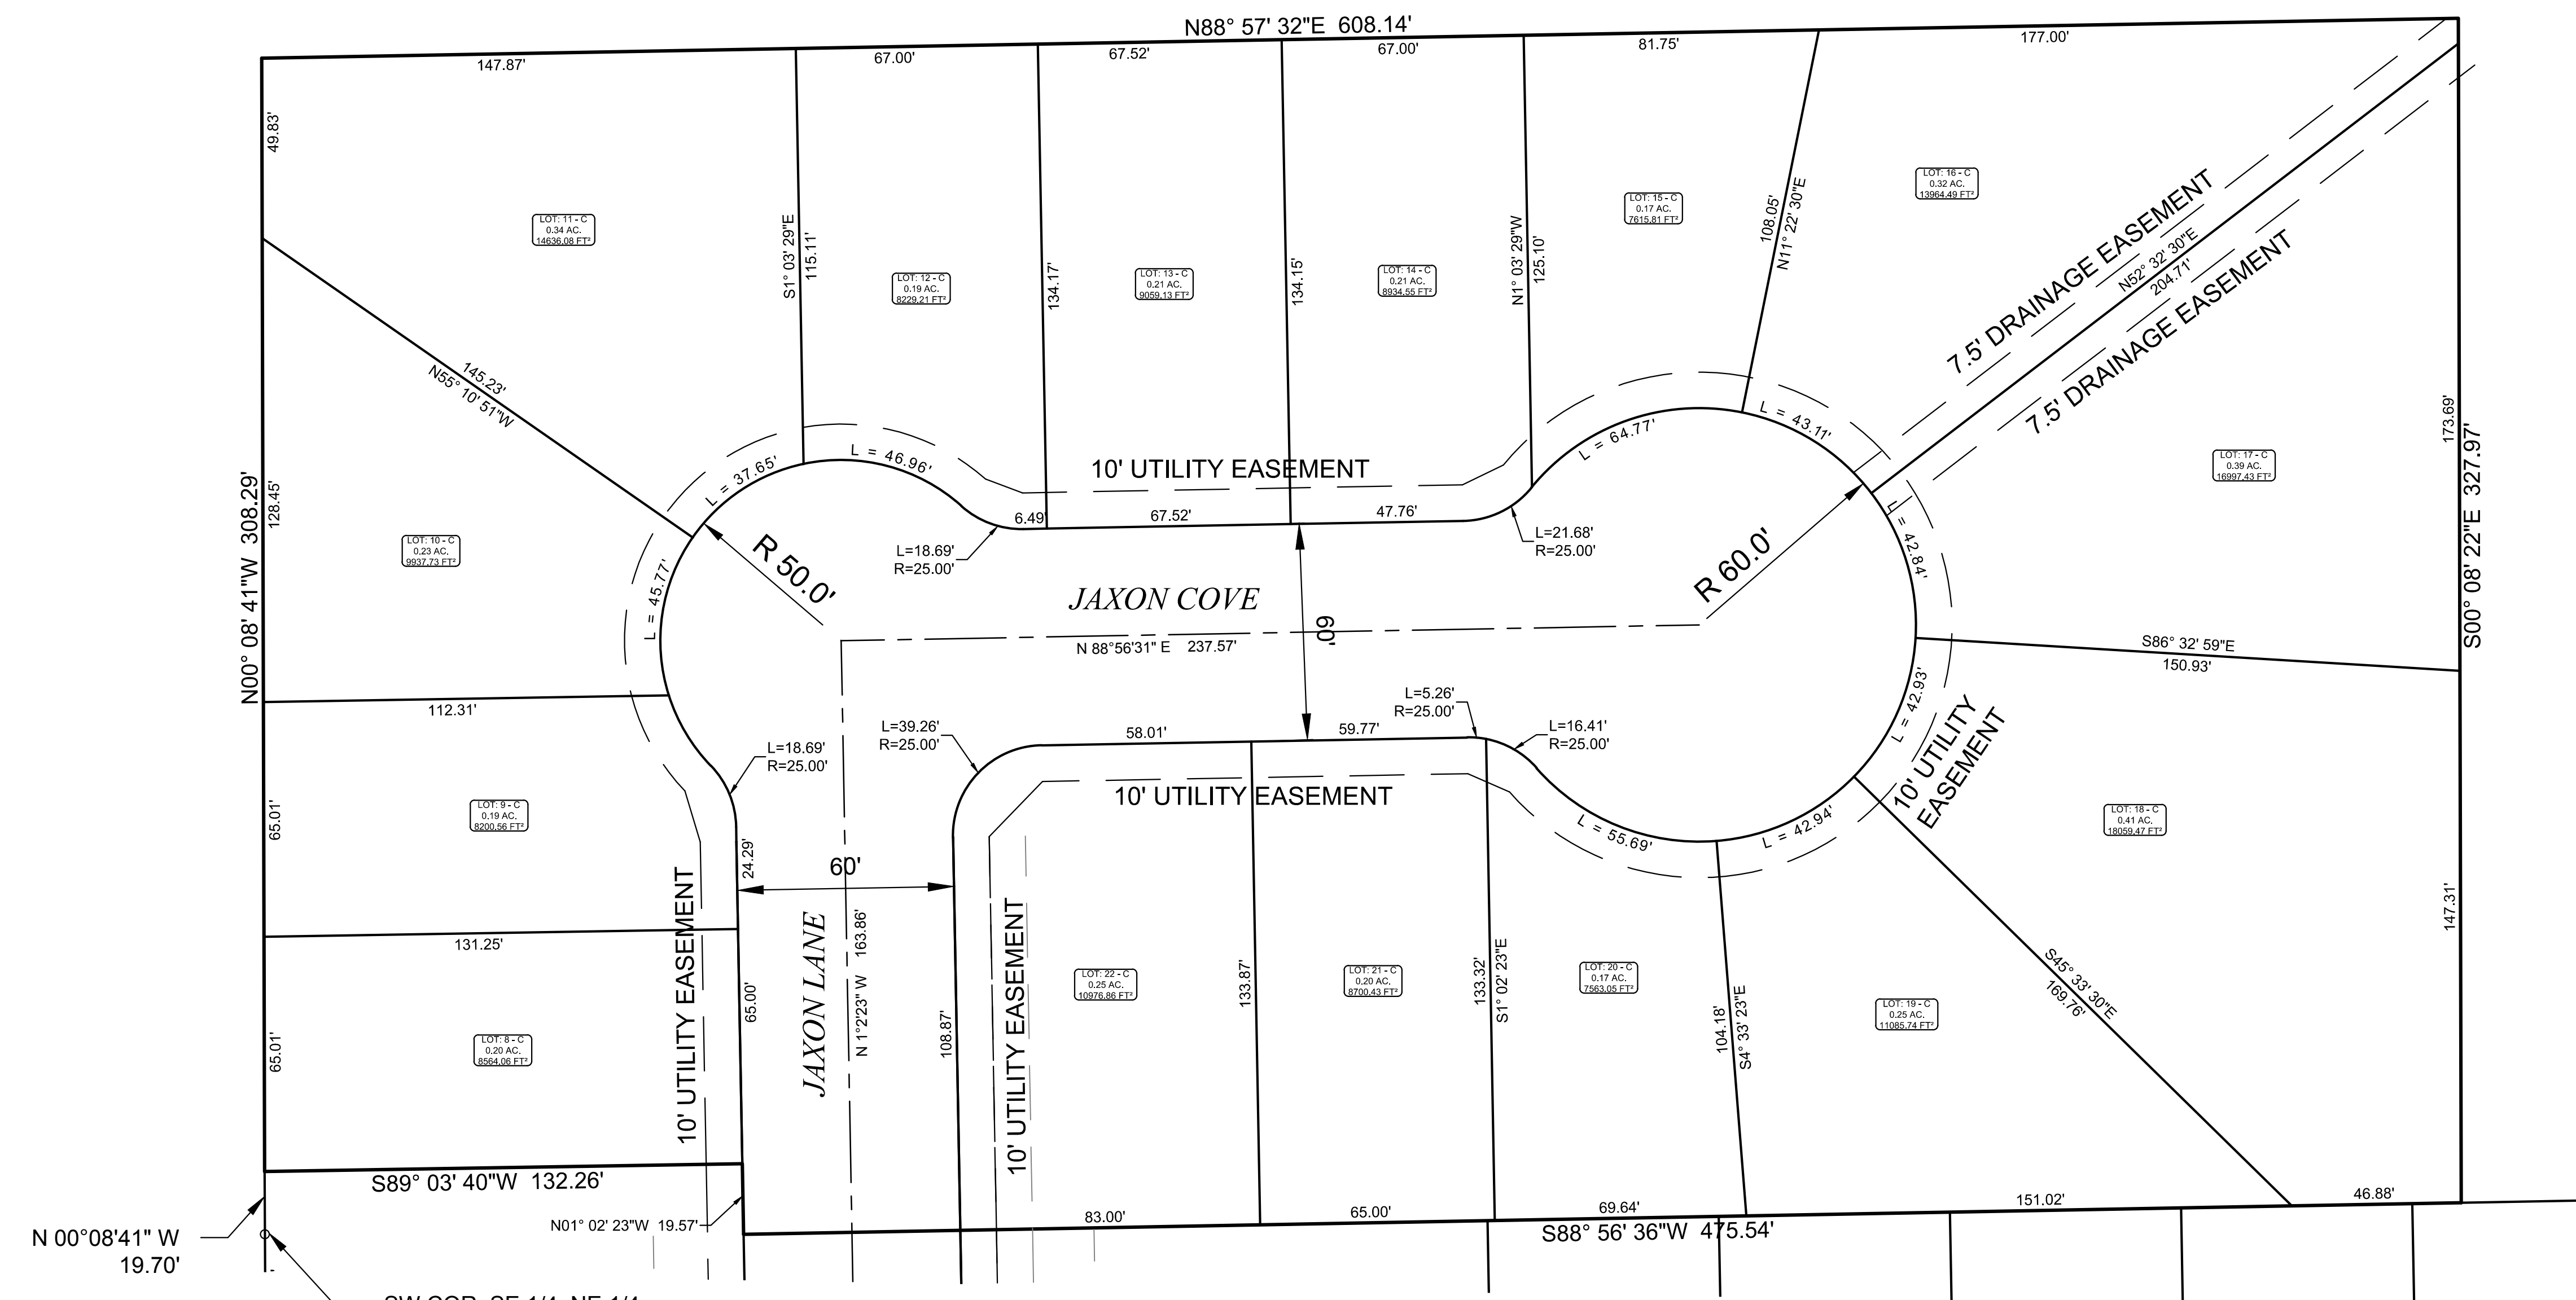 N88° 57' 32"E 608.14'
147.87'
67.00'
67.52'
67.00'
81.75'
177.00'
49.83'
LOT: 11 - C
0.34 AC.
14636.08 FT²
S1° 03' 29"E
115.11'
LOT: 12 - C
0.19 AC.
8229.21 FT²
134.17'
LOT: 13 - C
0.21 AC.
9059.13 FT²
134.15'
LOT: 14 - C
0.21 AC.
8934.55 FT²
N1° 03' 29"W
125.10'
LOT: 15 - C
0.17 AC.
7615.81 FT²
108.05'
N11° 22' 30"E
LOT: 16 - C
0.32 AC.
13964.49 FT²
7.5' DRAINAGE EASEMENT
N52° 32' 30"E
204.71'
7.5' DRAINAGE EASEMENT
173.69'
S00° 08' 22"E 327.97'
LOT: 17 - C
0.39 AC.
16997.43 FT²
145.23'
N55° 10' 51"W
N00° 08' 41"W 308.29'
128.45'
LOT: 10 - C
0.23 AC.
9937.73 FT²
L = 45.77'
L = 37.65'
L = 46.96'
R 50.0'
L=18.69'
R=25.00'
10' UTILITY EASEMENT
6.49'
67.52'
47.76'
L=21.68'
R=25.00'
L = 64.77'
L = 43.11'
L = 42.84'
R 60.0'
JAXON COVE
60'
N 88°56'31" E 237.57'
S86° 32' 59"E
150.93'
112.31'
L=18.69'
R=25.00'
L=39.26'
R=25.00'
58.01'
59.77'
L=5.26'
R=25.00'
L=16.41'
R=25.00'
L = 42.93'
10' UTILITY
EASEMENT
10' UTILITY EASEMENT
L = 55.69'
L = 42.94'
65.01'
LOT: 9 - C
0.19 AC.
8200.56 FT²
24.29'
60'
LOT: 18 - C
0.41 AC.
18059.47 FT²
147.31'
131.25'
10' UTILITY EASEMENT
65.00'
JAXON LANE
N 1°2'23" W 163.86'
108.87'
10' UTILITY EASEMENT
LOT: 22 - C
0.25 AC.
10976.86 FT²
133.87'
LOT: 21 - C
0.20 AC.
8700.43 FT²
133.32'
S1° 02' 23"E
LOT: 20 - C
0.17 AC.
7563.05 FT²
104.18'
S4° 33' 23"E
LOT: 19 - C
0.25 AC.
11085.74 FT²
S45° 33' 30"E
169.76'
65.01'
LOT: 8 - C
0.20 AC.
8564.06 FT²
S89° 03' 40"W 132.26'
N01° 02' 23"W 19.57'
83.00'
65.00'
69.64'
151.02'
46.88'
S88° 56' 36"W 475.54'
N 00°08'41" W
19.70'
SW COR. SE 1/4, NE 1/4